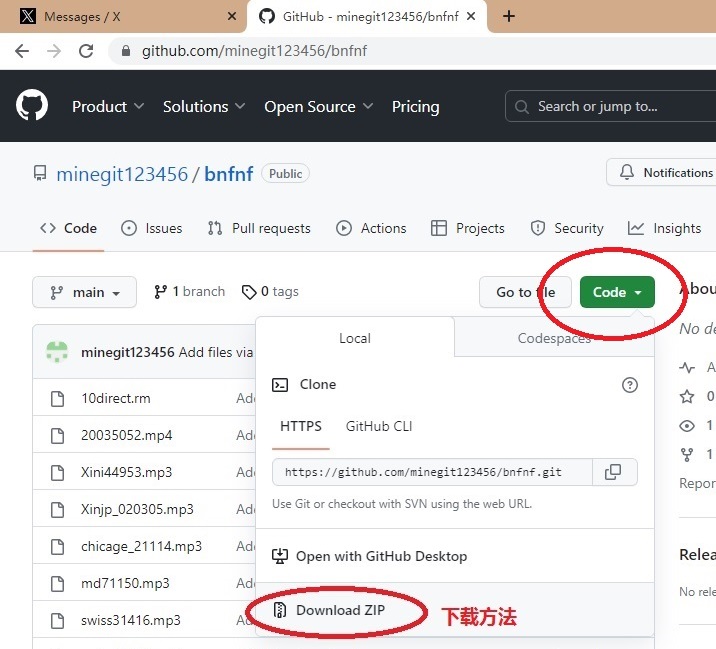 Messages / X
GitHub - minegit123456/bnfnf
github.com/minegit123456/bnfnf
Product Solutions Open Source Pricing Search or jump to...
minegit123456 / bnfnf Public Notifications
Code Issues Pull requests Actions Projects Security Insights
main 1 branch 0 tags Go to file Code Abou
Local Codespaces No de
minegit123456 Add files via
Clone A
10direct.rm Add 0
HTTPS GitHub CLI 1
20035052.mp4 Add 1
Xini44953.mp3 Add https://github.com/minegit123456/bnfnf.git Repor
Use Git or checkout with SVN using the web URL.
Xinjp_020305.mp3 Add
chicage_21114.mp3 Add Open with GitHub Desktop Relea
md71150.mp3 Add No rele
swiss31416.mp3 Add Download ZIP 下载方法